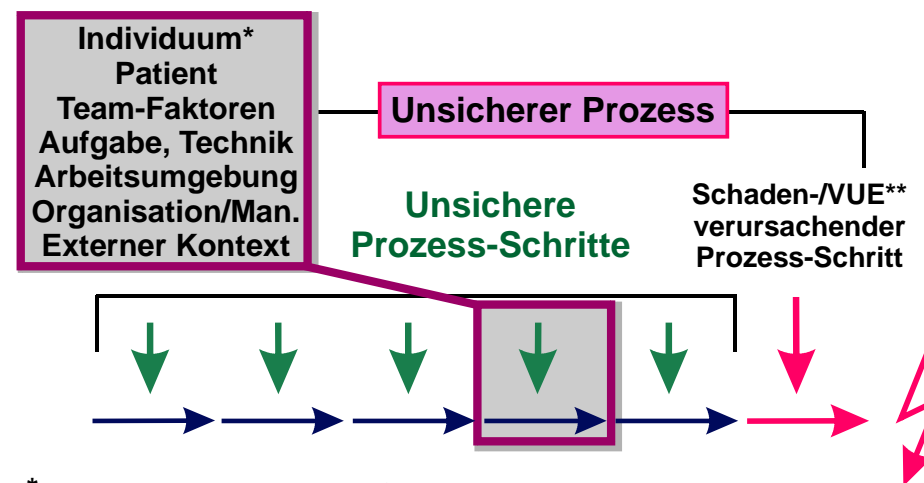 Individuum*
Patient
Team-Faktoren
Aufgabe, Technik
Arbeitsumgebung
Organisation/Man.
Externer Kontext
Unsicherer Prozess
Unsichere
Prozess-Schritte
Schaden-/VUE**
verursachender
Prozess-Schritt
*